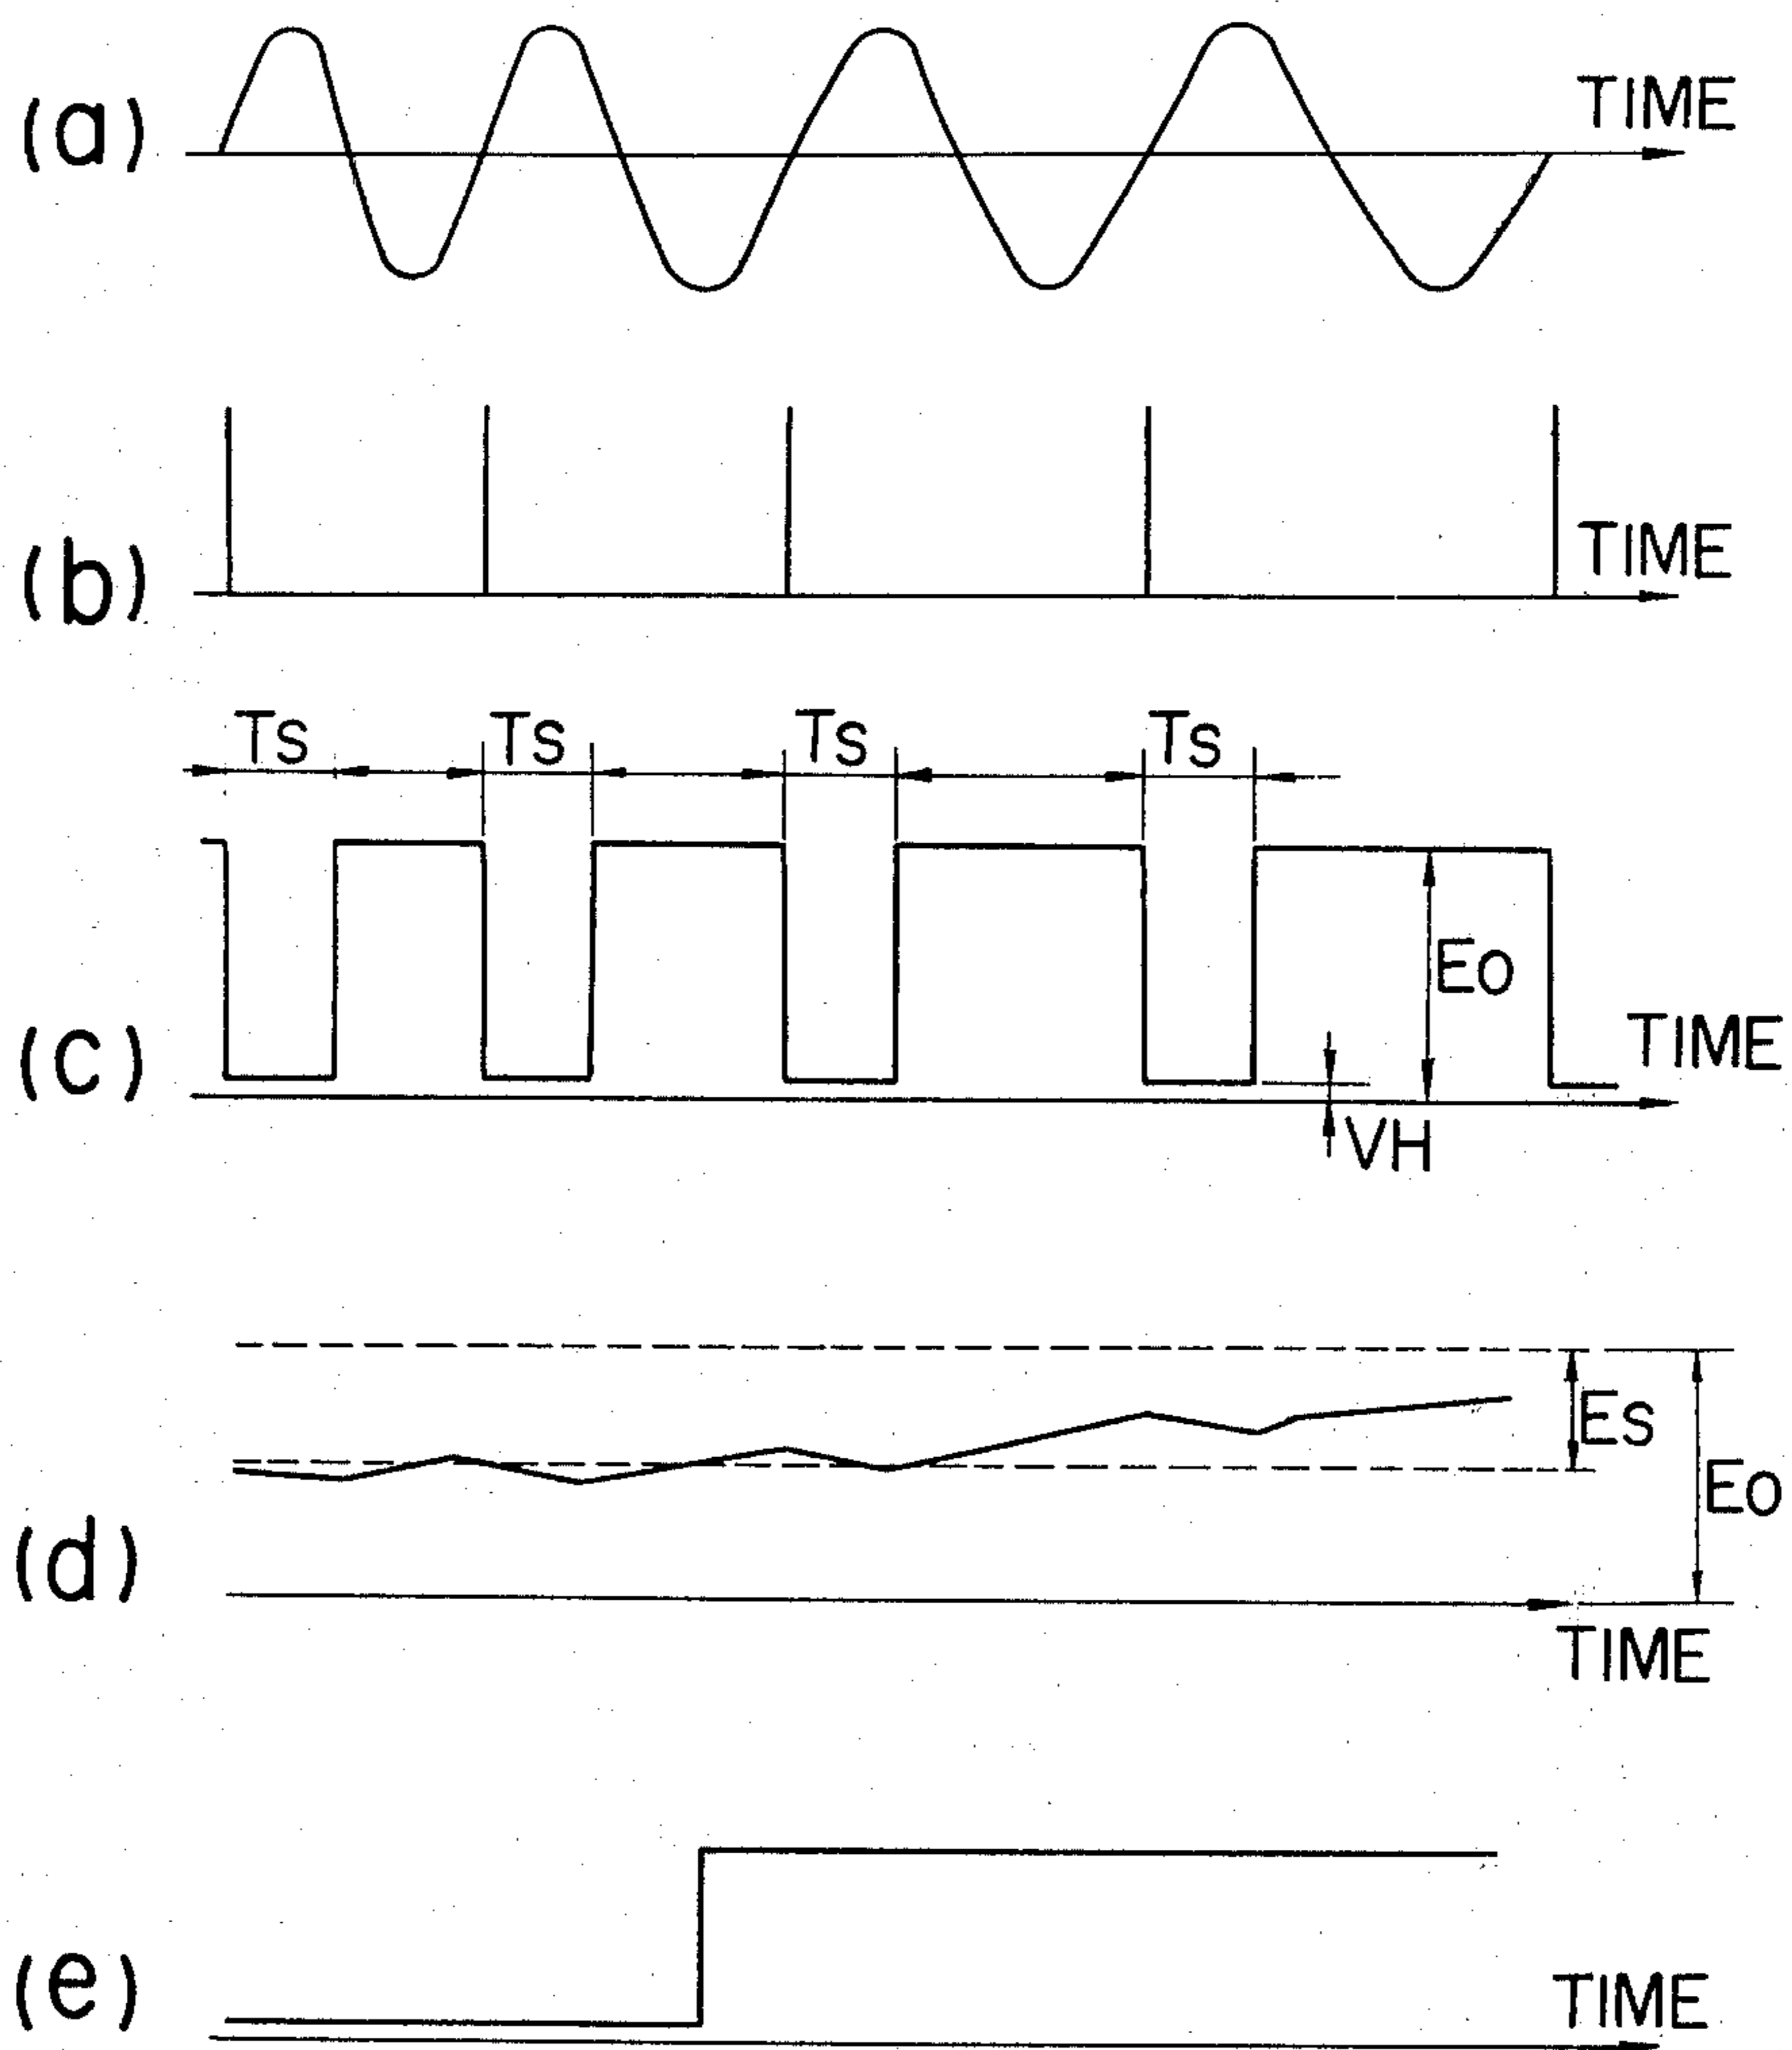 (a)
TIME
(b)
TIME
Ts Ts Ts Ts
Eo
(c)
TIME
VH
Es
Eo
(d)
TIME
(e)
TIME